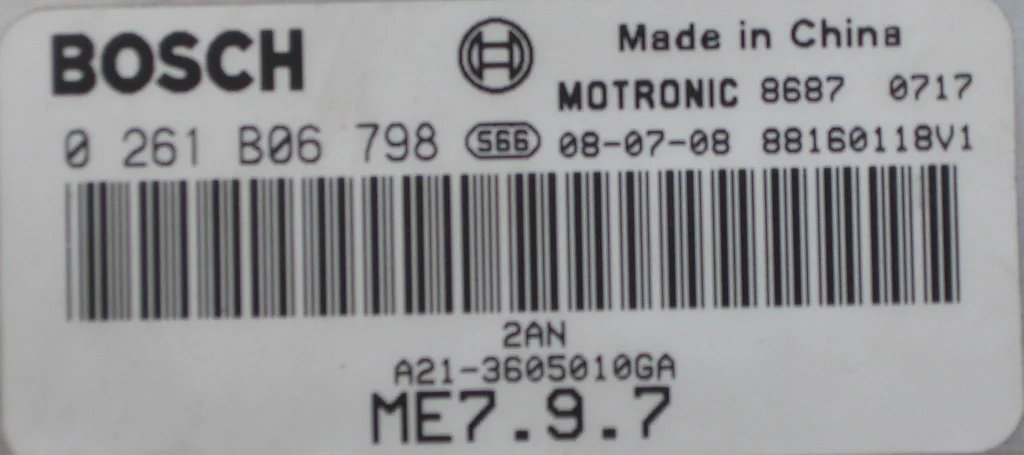 BOSCH
Made in China
MOTRONIC 8687 0717
0 261 B06 798 566 08-07-08 88160118V1
2AN
A21-3605010GA
ME7.9.7